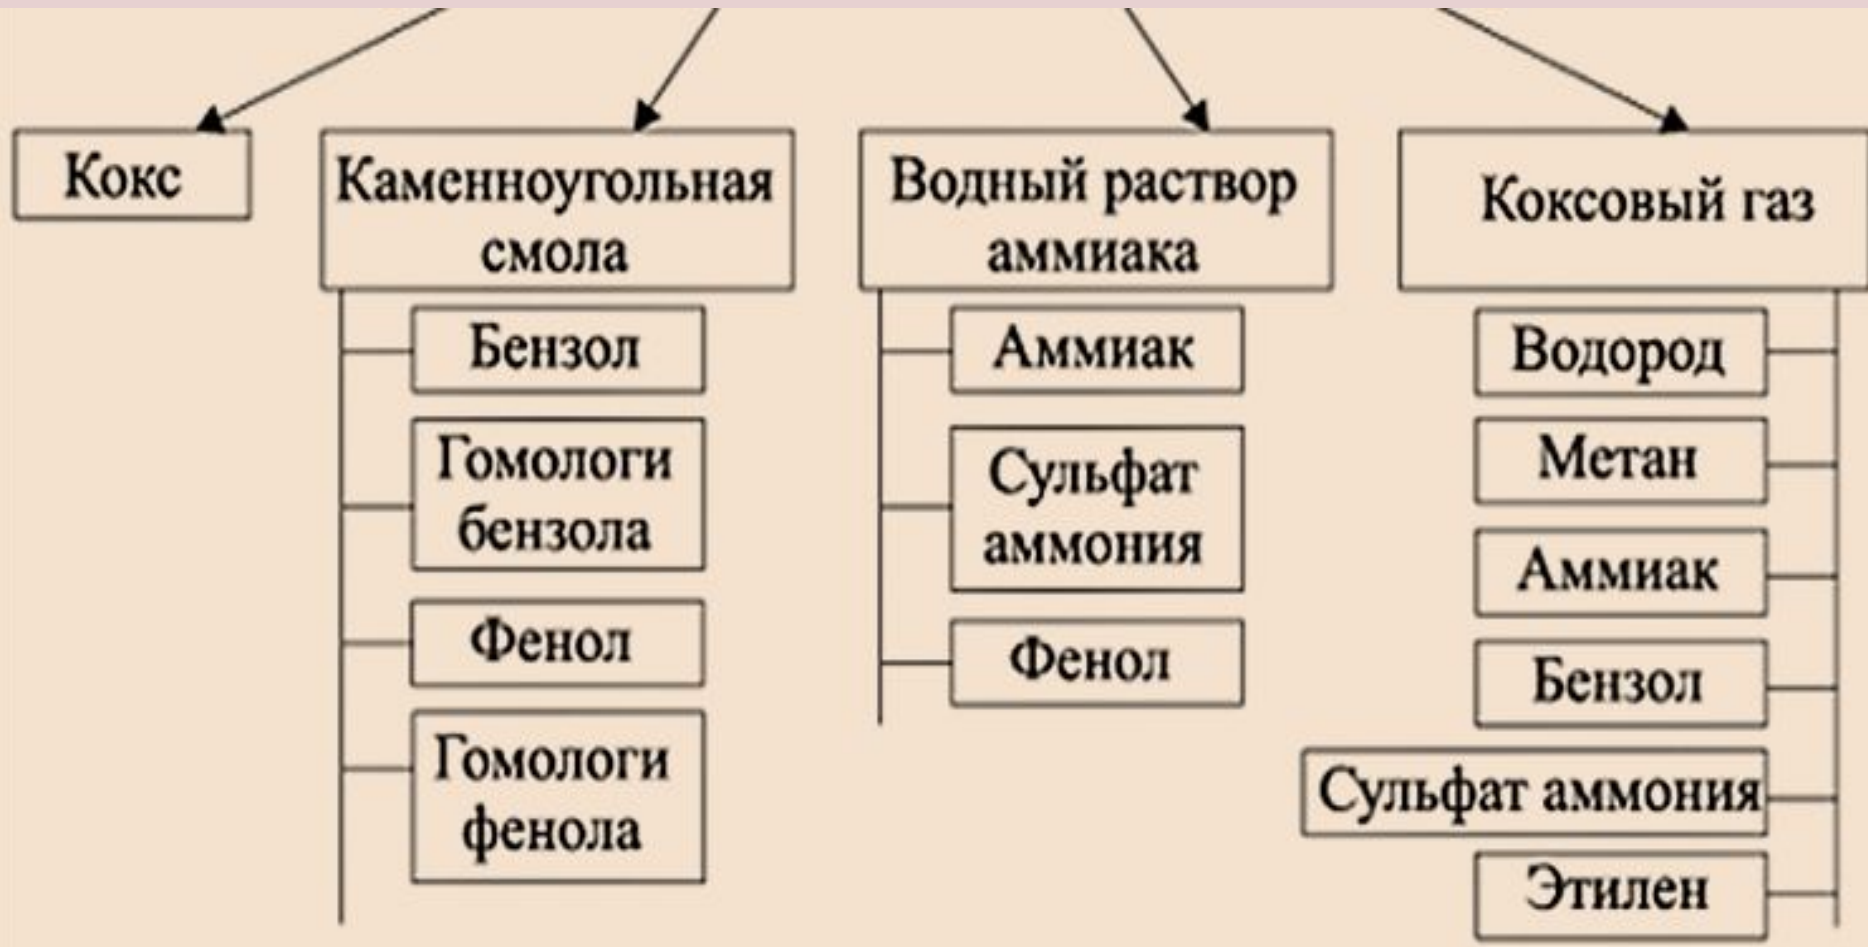 Кокс
Каменноугольная
смола
Бензол
Гомологи
бензола
Фенол
Гомологи
фенола
Водный раствор
аммиака
Аммиак
Сульфат
аммония
Фенол
Коксовый газ
Водород
Метан
Аммиак
Бензол
Сульфат аммония
Этилен